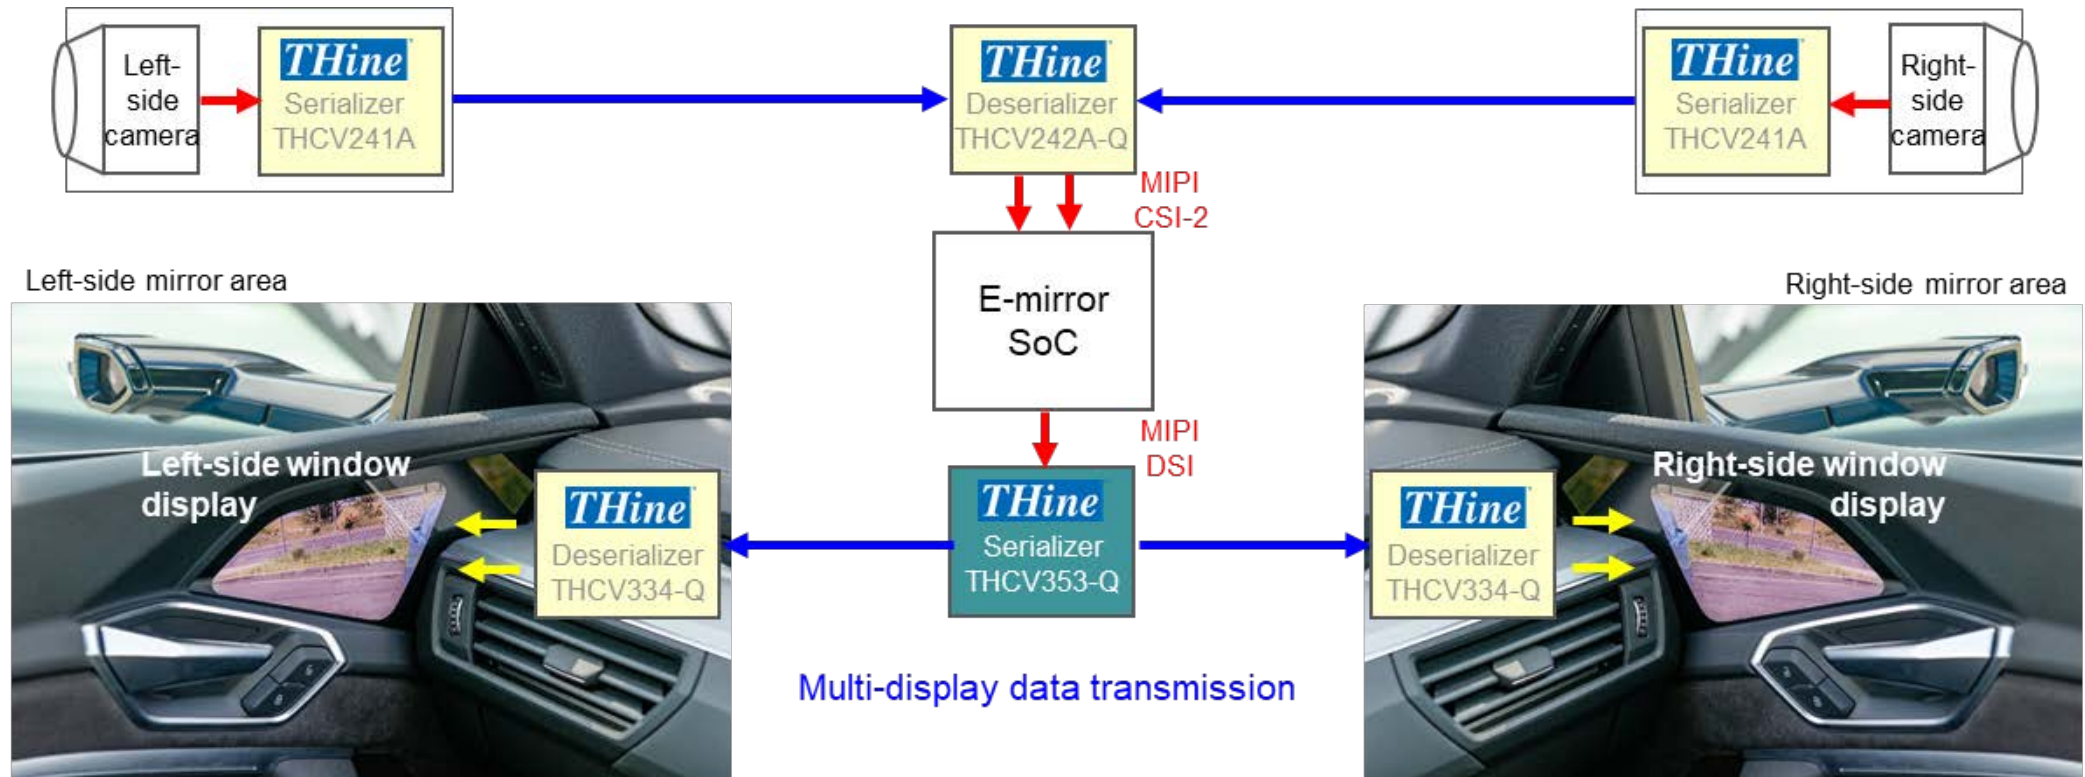 Left-
side
camera
THine
Serializer
THCV241A
THine
Deserializer
THCV242A-Q
THine
Serializer
THCV241A
Right-
side
camera
MIPI
CSI-2
E-mirror
SoC
Left-side mirror area
Right-side mirror area
MIPI
DSI
Left-side window
display
THine
Deserializer
THCV334-Q
THine
Serializer
THCV353-Q
THine
Deserializer
THCV334-Q
Right-side window
display
Multi-display data transmission